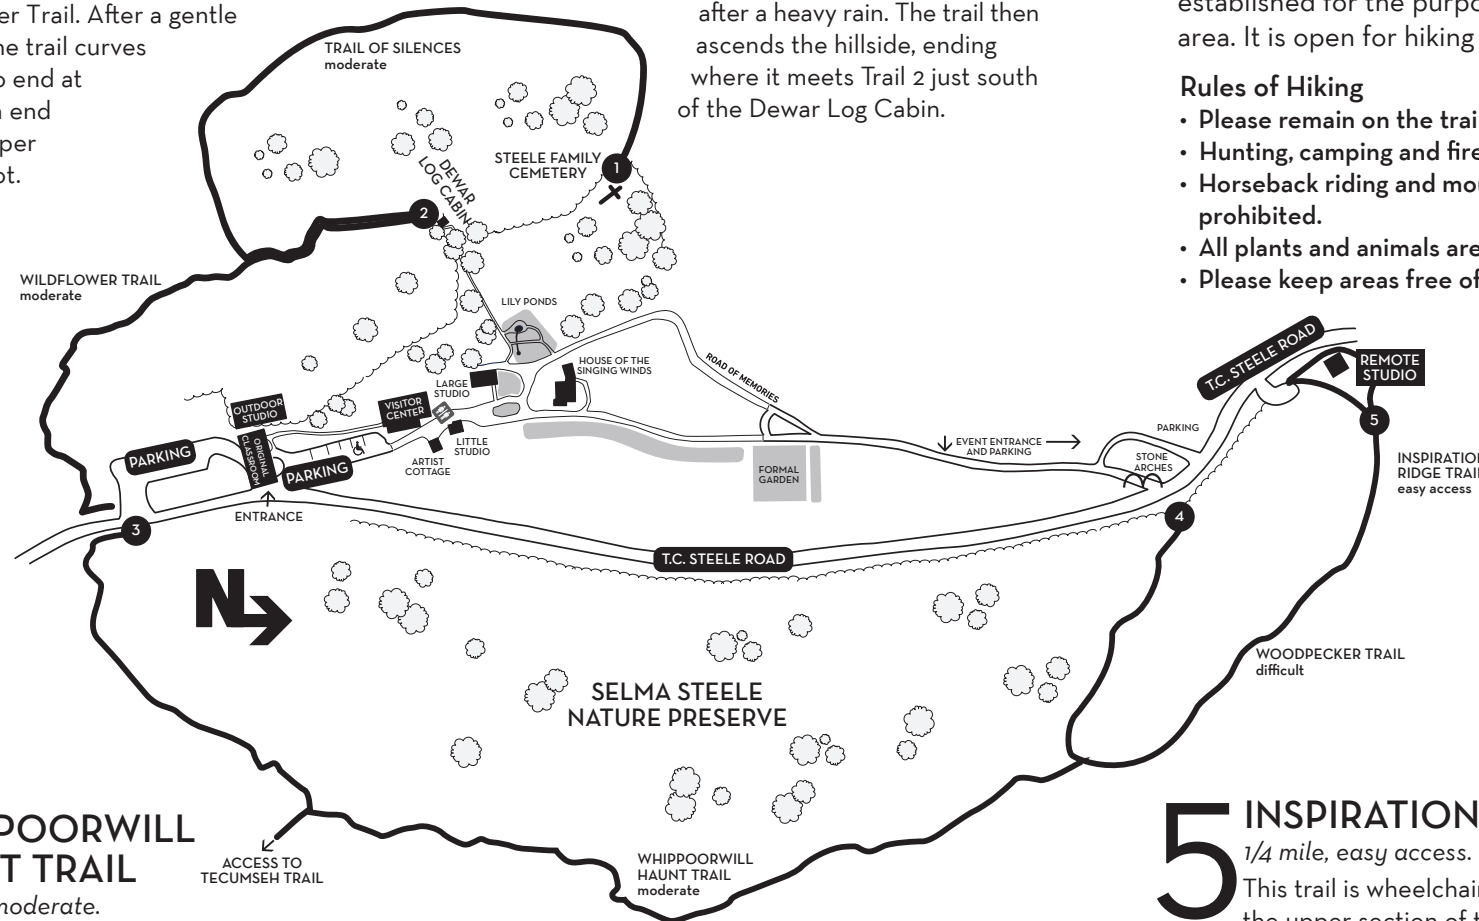 er Trail. After a gentle
ne trail curves
o end at
n end
per
ot.
after a heavy rain. The trail then
ascends the hillside, ending
where it meets Trail 2 just south
of the Dewar Log Cabin.
established for the purpo
area. It is open for hiking
Rules of Hiking
• Please remain on the trai
• Hunting, camping and fire
• Horseback riding and mou
prohibited.
• All plants and animals are
• Please keep areas free of
TRAIL OF SILENCES
moderate
STEELE FAMILY
CEMETERY
1
DEWAR
LOG CABIN
2
WILDFLOWER TRAIL
moderate
LILY PONDS
HOUSE OF THE
SINGING WINDS
ROAD OF MEMORIES
LARGE
STUDIO
VISITOR
CENTER
OUTDOOR
STUDIO
ORIGINAL
CLASSROOM
LITTLE
STUDIO
ARTIST
COTTAGE
PARKING
PARKING
ENTRANCE
3
FORMAL
GARDEN
EVENT ENTRANCE
AND PARKING
PARKING
STONE
ARCHES
T.C. STEELE ROAD
REMOTE
STUDIO
5
INSPIRATIO
RIDGE TRAI
easy access
4
T.C. STEELE ROAD
N
WOODPECKER TRAIL
difficult
SELMA STEELE
NATURE PRESERVE
ACCESS TO
TECUMSEH TRAIL
WHIPPOORWILL
HAUNT TRAIL
moderate
POORWILL
T TRAIL
moderate.
5
INSPIRATION
1/4 mile, easy access.
This trail is wheelchair
the upper section of t